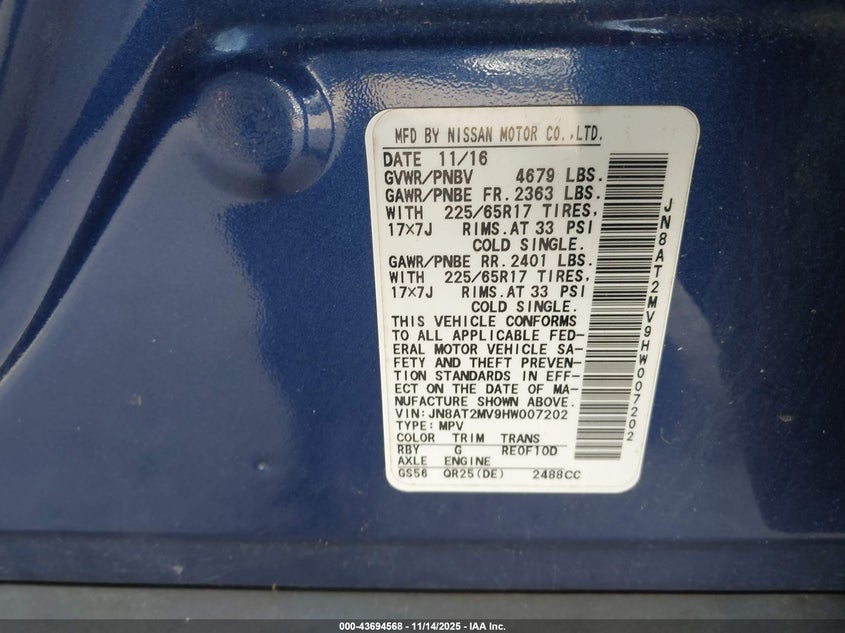 MFD BY NISSAN MOTOR CO.,LTD.
DATE 11/16
GVWR/PNBV 4679 LBS.
GAWR/PNBE FR. 2363 LBS.
WITH 225/65R17 TIRES,
17×7J RIMS.AT 33 PSI
COLD SINGLE.
GAWR/PNBE RR. 2401 LBS.
WITH 225/65R17 TIRES,
17×7J RIMS.AT 33 PSI
COLD SINGLE.
THIS VEHICLE CONFORMS
TO ALL APPLICABLE FED-
ERAL MOTOR VEHICLE SA-
FETY AND THEFT PREVEN-
TION STANDARDS IN EFF-
ECT ON THE DATE OF MA-
NUFACTURE SHOWN ABOVE.
VIN:JN8AT2MV9HW007202
TYPE:MPV
COLOR TRIM TRANS
RBY G RE0F10D
AXLE ENGINE
GS56 QR25(DE) 2488CC
JN8AT2MV9HW007202
000-43694568 - 11/14/2025 - IAA Inc.